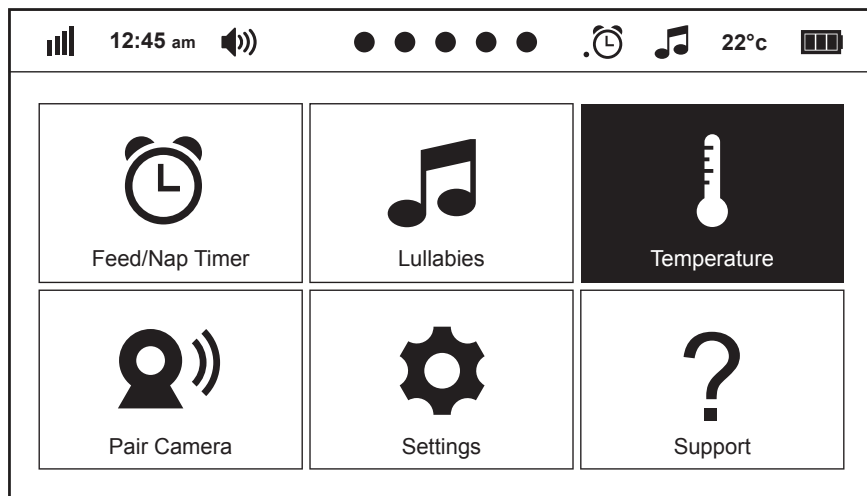 12:45 am 22°c
Feed/Nap Timer Lullabies Temperature
?
Pair Camera Settings Support